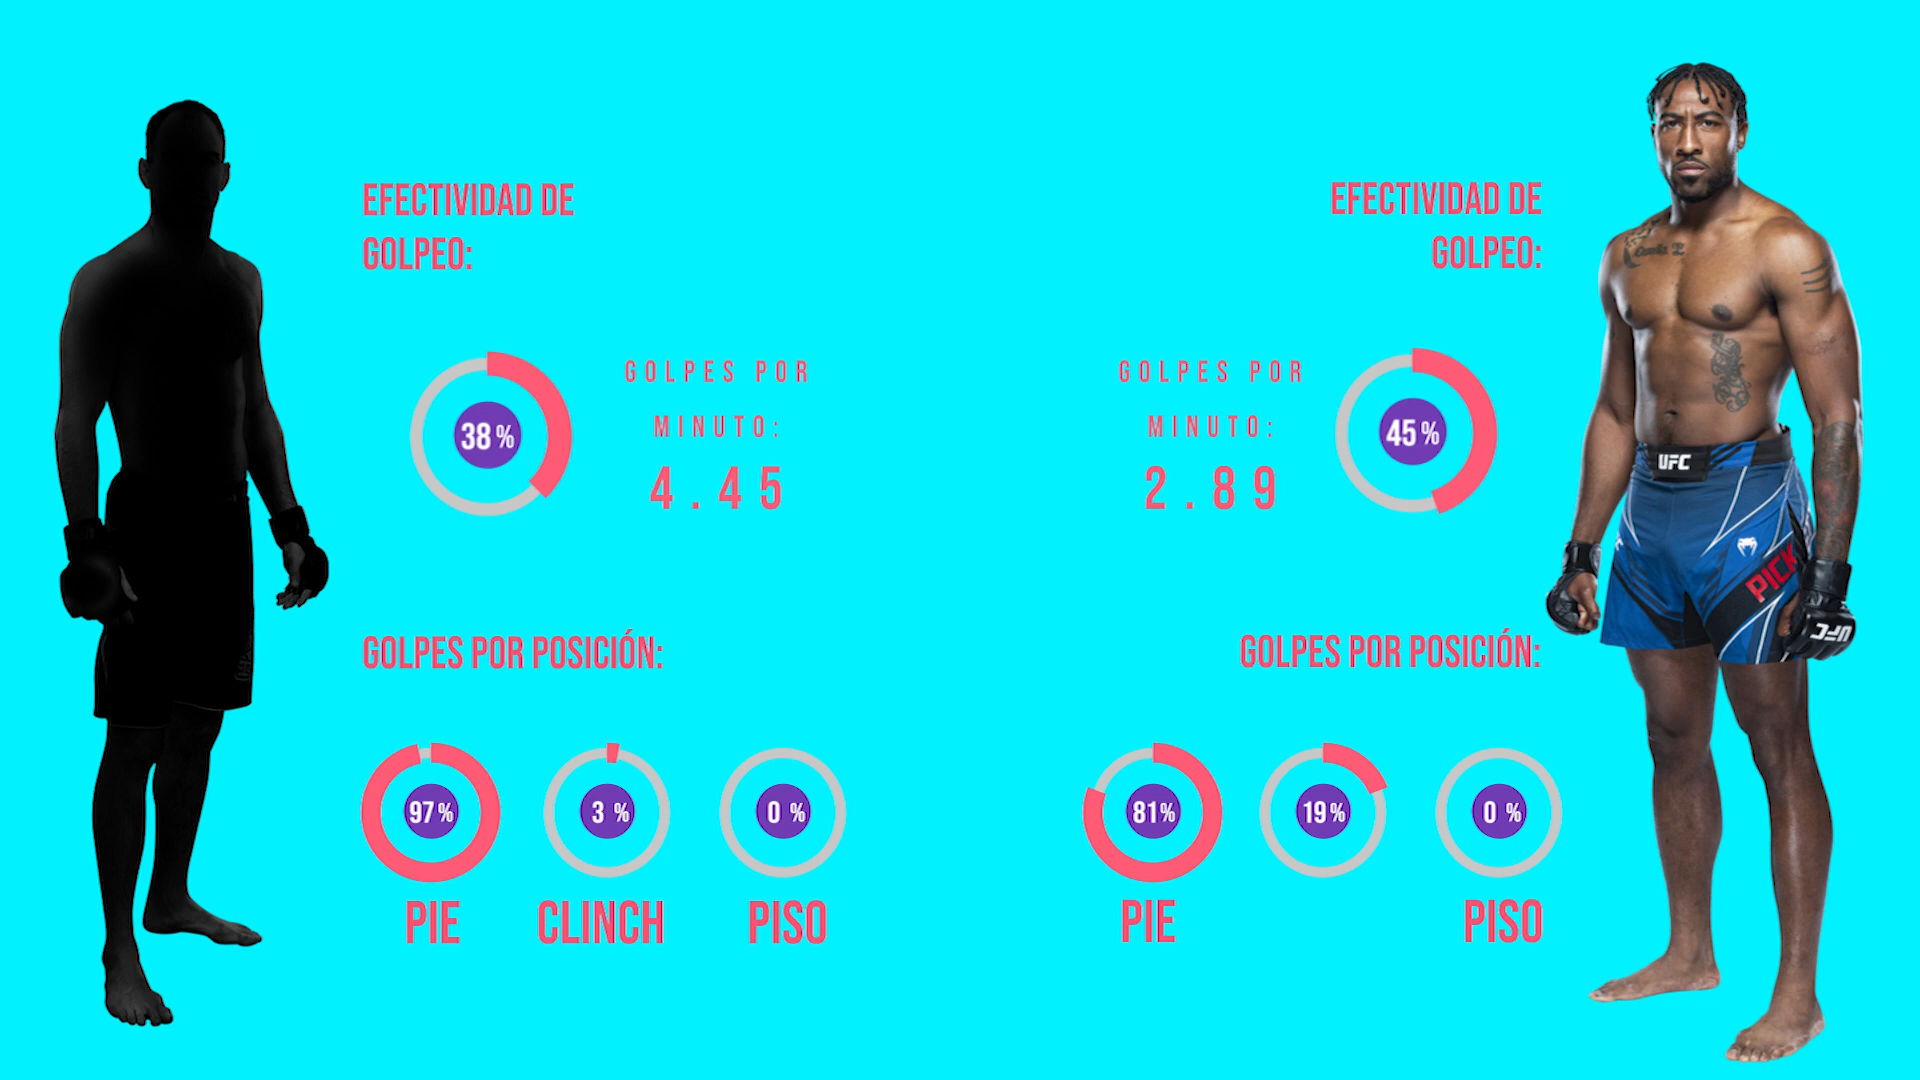 EFECTIVIDAD DE
GOLPEO:
38 %
GOLPES POR
MINUTO:
4.45
GOLPES POR POSICIÓN:
97 %
3 %
0 %
PIE
CLINCH
PISO
EFECTIVIDAD DE
GOLPEO:
GOLPES POR
MINUTO:
2.89
45 %
GOLPES POR POSICIÓN:
81%
19%
0 %
PIE
PISO
UFC
PICK
UFC